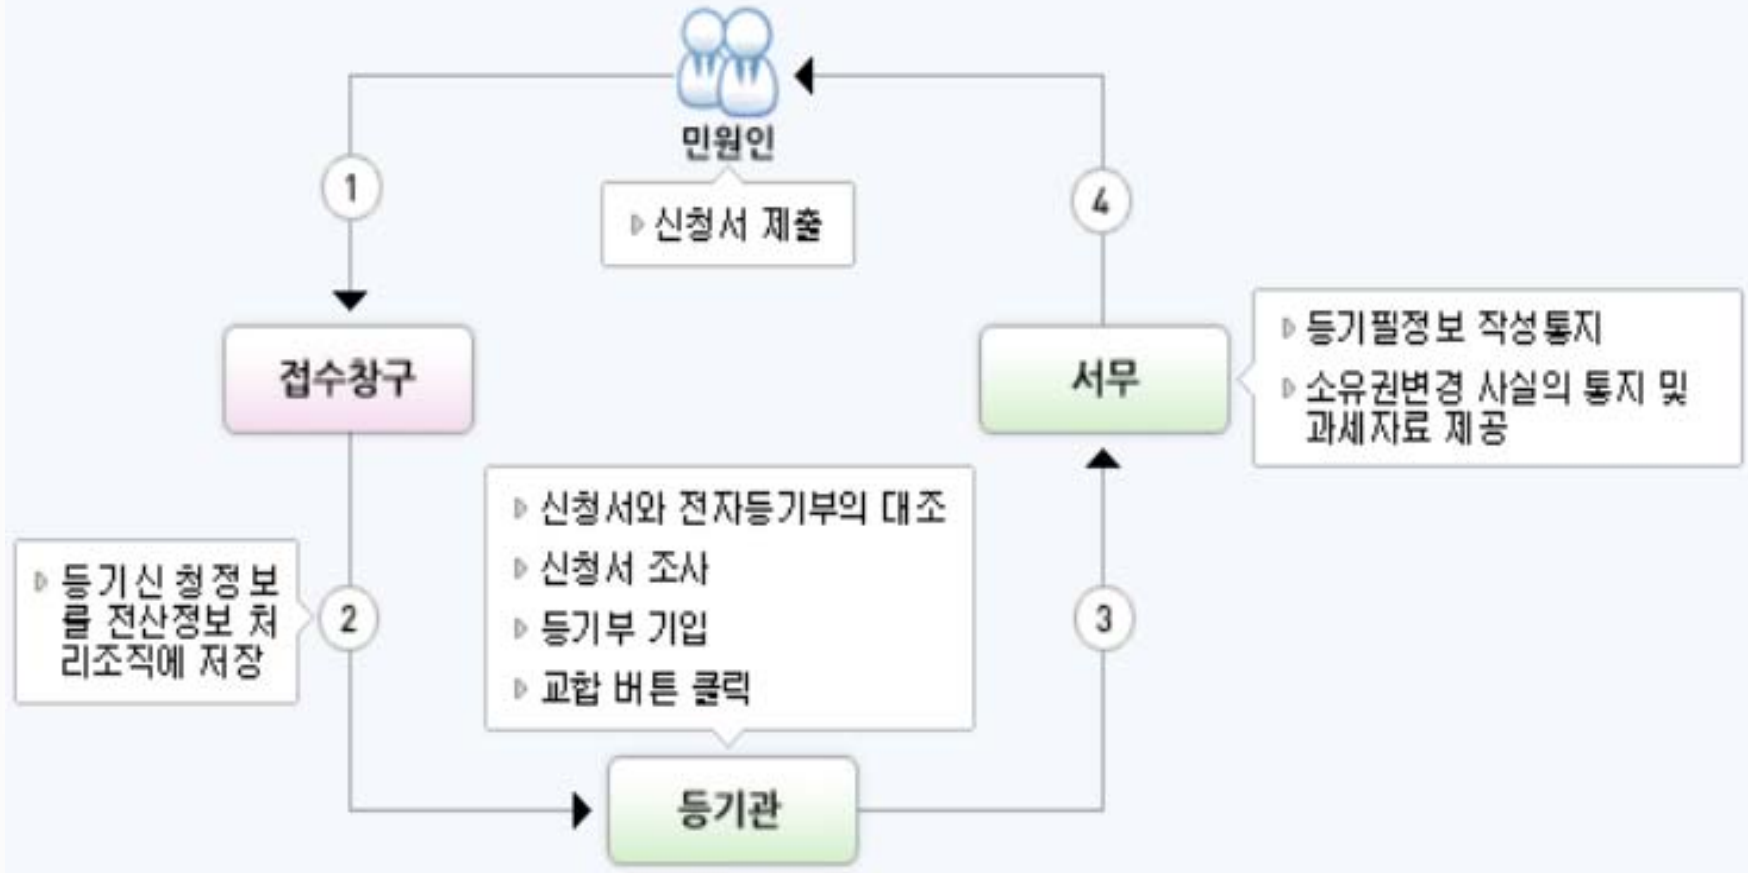 민원인
신청서 제출
1
4
접수창구
서무
등기필정보 작성통지
소유권변경 사실의 통지 및
과세자료 제공
신청서와 전자등기부의 대조
신청서 조사
등기부 기입
교합 버튼 클릭
등기신청정보
를 전산정보 처
리조직에 저장
2
3
등기관